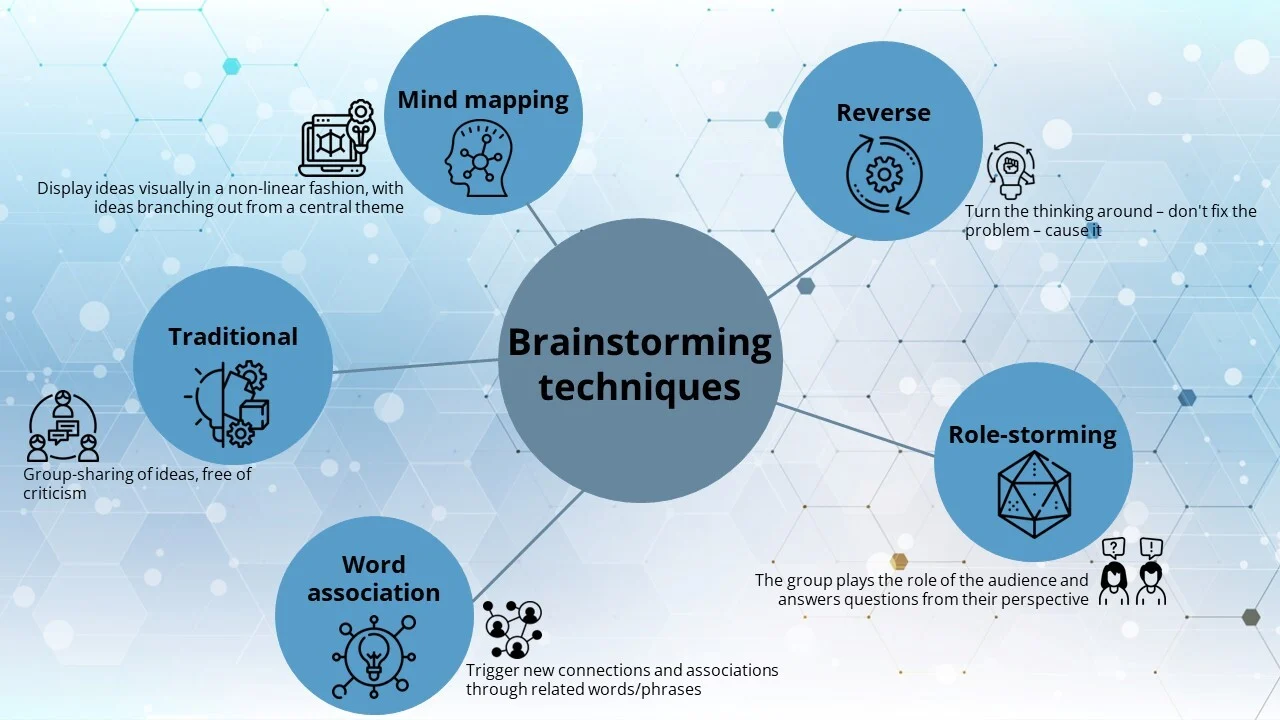 Mind mapping
Display ideas visually in a non-linear fashion, with
ideas branching out from a central theme
Reverse
Turn the thinking around – don't fix the
problem – cause it
Brainstorming
techniques
Traditional
Group-sharing of ideas, free of
criticism
Role-storming
? !
The group plays the role of the audience and
answers questions from their perspective
Word
association
Trigger new connections and associations
through related words/phrases